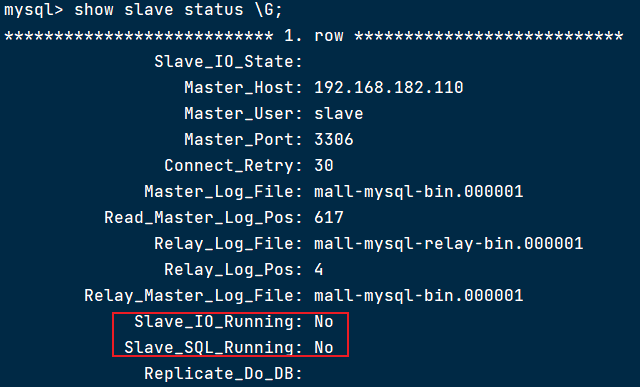 mysql> show slave status \G;
*************************** 1. row ***************************
Slave_IO_State:
Master_Host: 192.168.182.110
Master_User: slave
Master_Port: 3306
Connect_Retry: 30
Master_Log_File: mall-mysql-bin.000001
Read_Master_Log_Pos: 617
Relay_Log_File: mall-mysql-relay-bin.000001
Relay_Log_Pos: 4
Relay_Master_Log_File: mall-mysql-bin.000001
Slave_IO_Running: No
Slave_SQL_Running: No
Replicate_Do_DB: